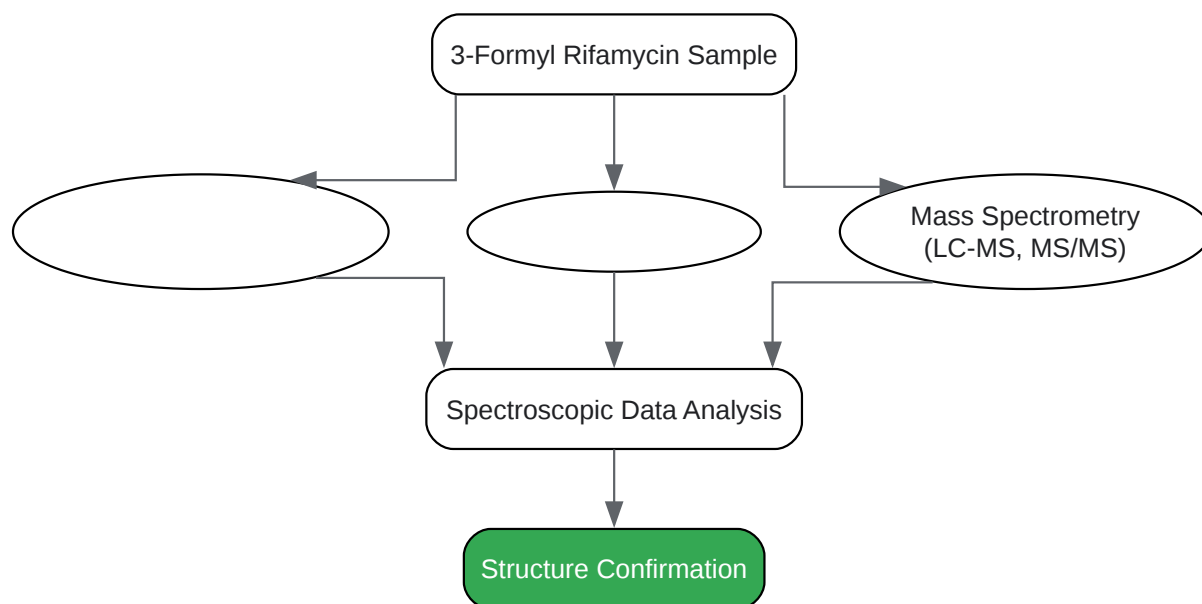 3-Formyl Rifamycin Sample
Mass Spectrometry
(LC-MS, MS/MS)
Spectroscopic Data Analysis
Structure Confirmation